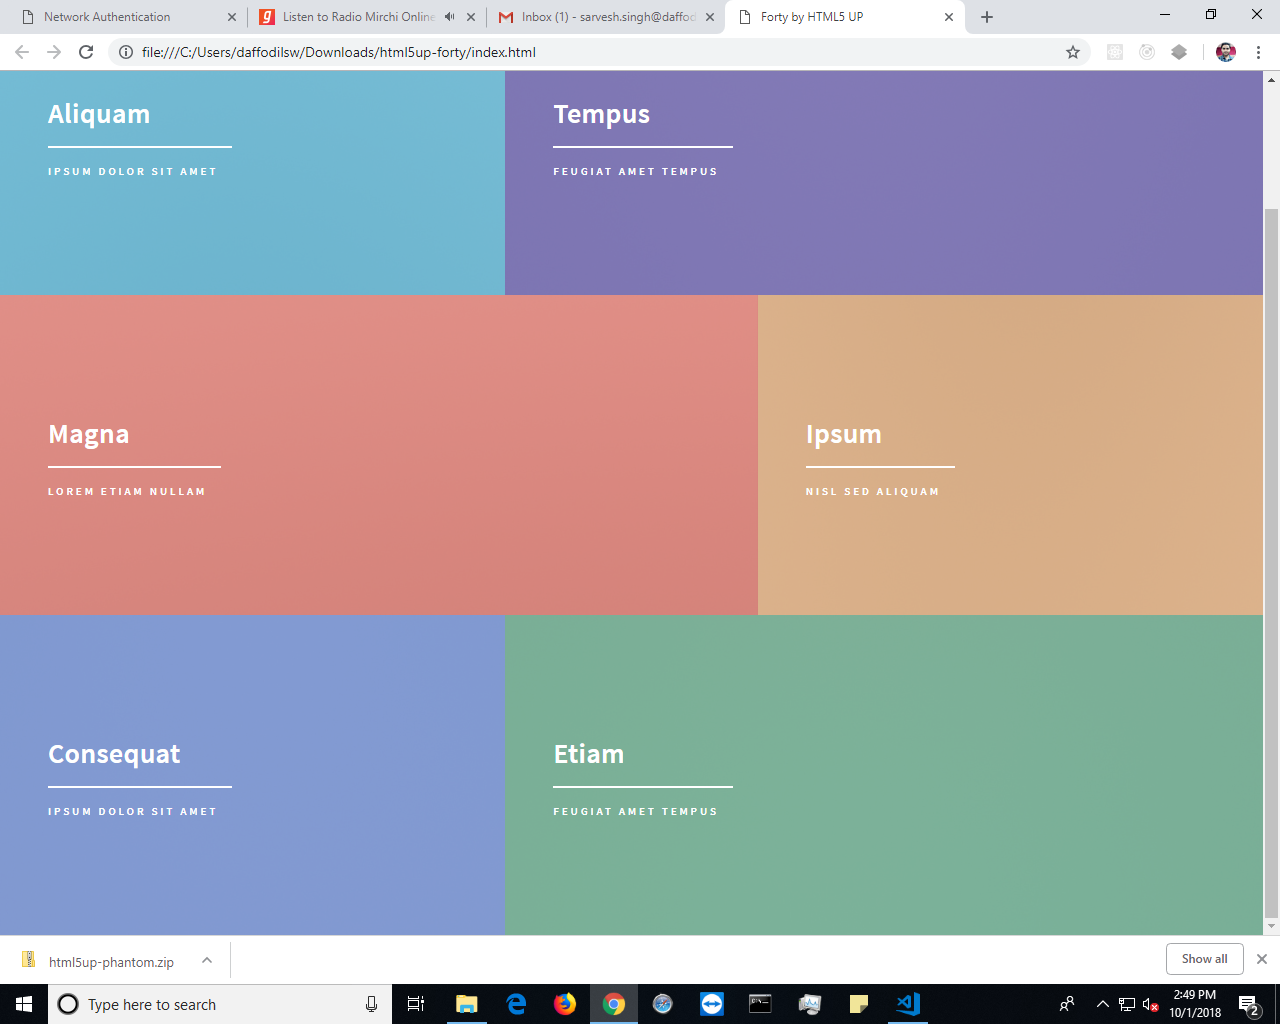 Network Authentication
Listen to Radio Mirchi Online
Inbox (1) - sarvesh.singh@daffod
Forty by HTML5 UP
file:///C:/Users/daffodilsw/Downloads/html5up-forty/index.html
Aliquam
IPSUM DOLOR SIT AMET
Tempus
FEUGIAT AMET TEMPUS
Magna
LOREM ETIAM NULLAM
Ipsum
NISL SED ALIQUAM
Consequat
IPSUM DOLOR SIT AMET
Etiam
FEUGIAT AMET TEMPUS
html5up-phantom.zip
Show all
Type here to search
2:49 PM
10/1/2018
2